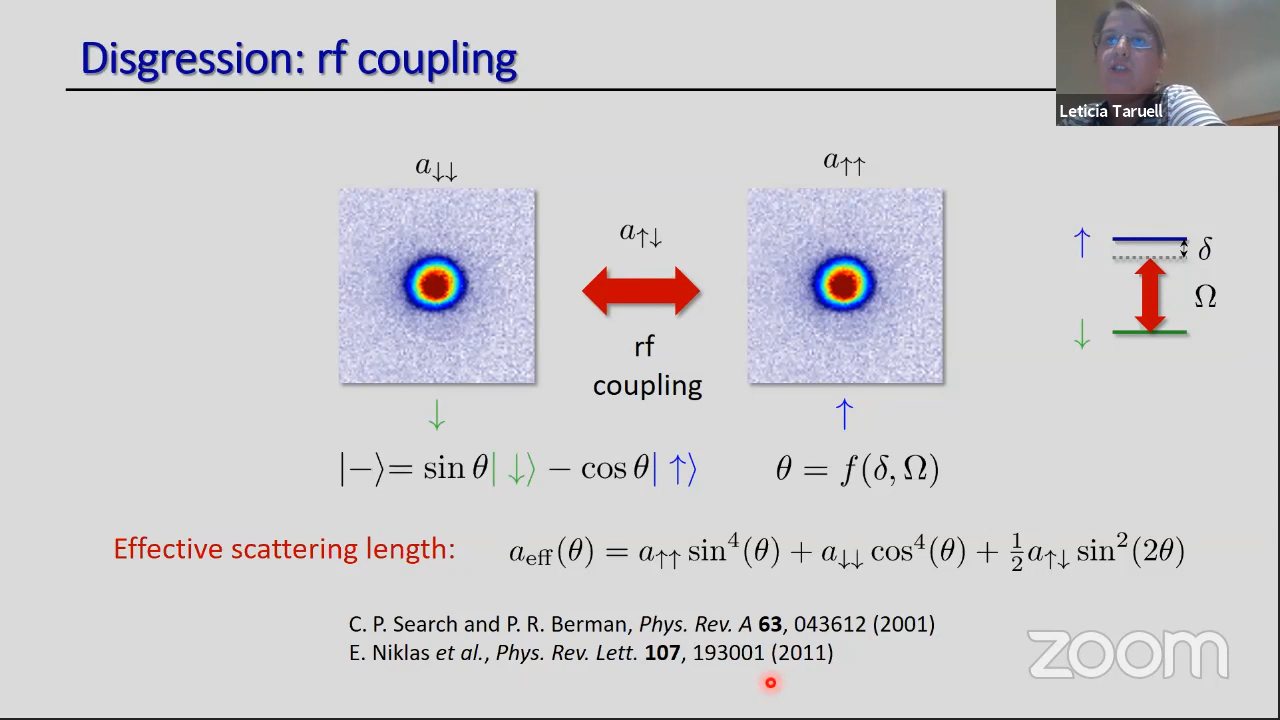 Disgression: rf coupling
Leticia Taruell
a↓↓
a↑↑
a↑↓
rf
coupling
↑
δ
Ω
↓
↓
↑
|−⟩= sin θ| ↓⟩ − cos θ| ↑⟩
θ = f(δ, Ω)
Effective scattering length:
a_eff(θ) = a↑↑ sin⁴(θ) + a↓↓ cos⁴(θ) + ½a↑↓ sin²(2θ)
C. P. Search and P. R. Berman, Phys. Rev. A 63, 043612 (2001)
E. Niklas et al., Phys. Rev. Lett. 107, 193001 (2011)
zoom